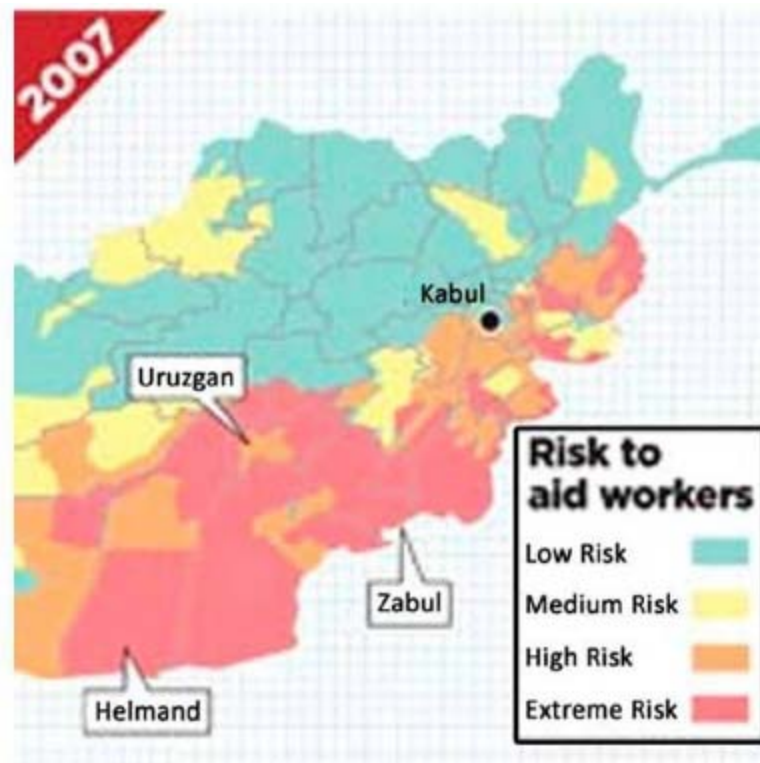 2007
Kabul
Uruzgan
Zabul
Helmand
Risk to
aid workers
Low Risk
Medium Risk
High Risk
Extreme Risk